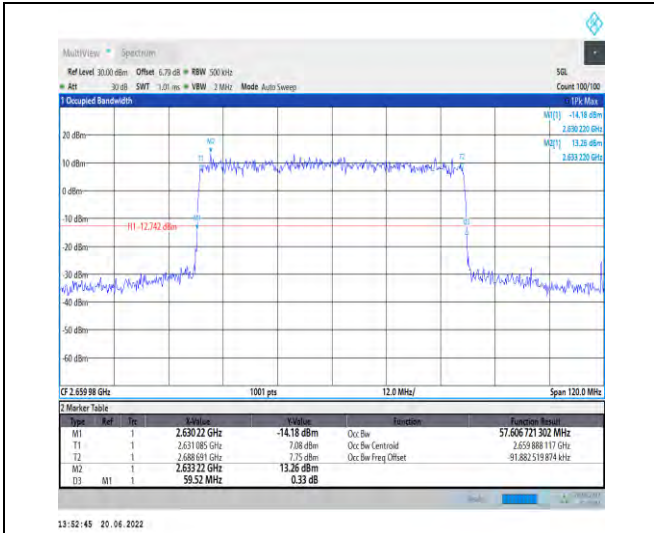 MultiView Spectrum
Ref Level 30.00 dBm Offset 6.79 dB RBW 500 kHz SGL
Att 30 dB SWT 1.01 ms VBW 2 MHz Mode Auto Sweep Count 100/100
1 Occupied Bandwidth 1Pk Max
M1[1] -14.18 dBm
2.630 220 GHz
20 dBm
M2[1] 13.26 dBm
2.633 220 GHz
M2
T1 T2
10 dBm
0 dBm
-10 dBm
H1 -12.742 dBm
-30 dBm
-40 dBm
-50 dBm
-60 dBm
CF 2.659 98 GHz 1001 pts 12.0 MHz/ Span 120.0 MHz
2 Marker Table
Type Ref Trc X-Value Y-Value Function Function Result
M1 1 2.630 22 GHz -14.18 dBm Occ Bw 57.606 721 302 MHz
T1 1 2.631 085 GHz 7.08 dBm Occ Bw Centroid 2.659 888 117 GHz
T2 1 2.688 691 GHz 7.75 dBm Occ Bw Freq Offset -91.882 519 874 kHz
M2 1 2.633 22 GHz 13.26 dBm
D3 M1 1 59.52 MHz 0.33 dB
13:52:45 20.06.2022